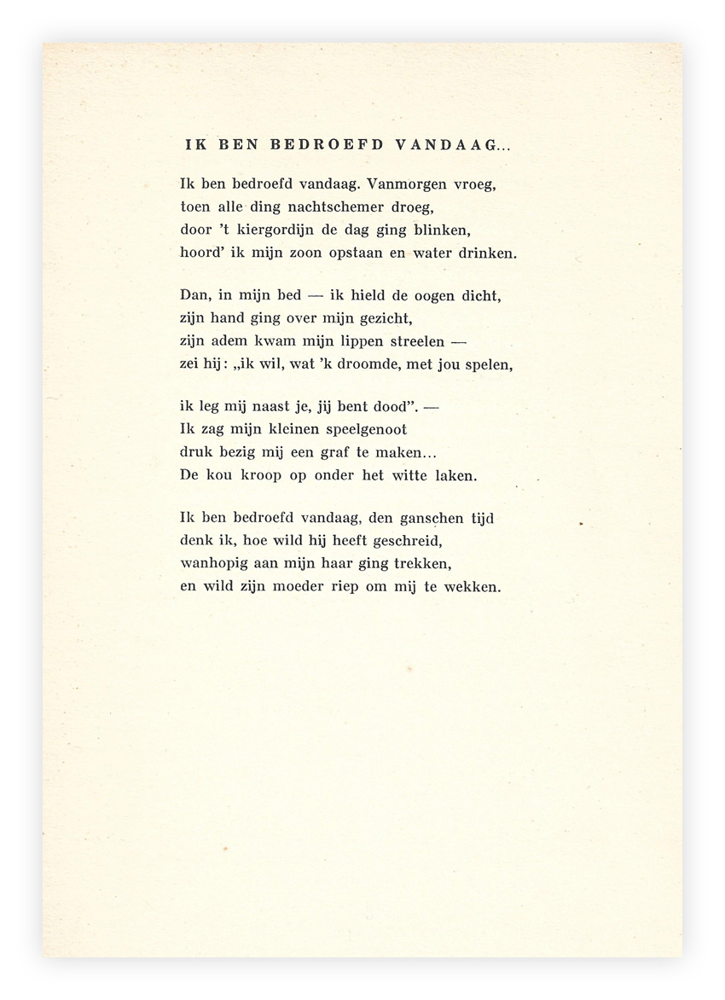 IK BEN BEDROEFD VANDAAG...
Ik ben bedroefd vandaag. Vanmorgen vroeg,
toen alle ding nachtschemer droeg,
door 't kiergordijn de dag ging blinken,
hoord' ik mijn zoon opstaan en water drinken.
Dan, in mijn bed — ik hield de oogen dicht,
zijn hand ging over mijn gezicht,
zijn adem kwam mijn lippen streelen —
zei hij: „ik wil, wat 'k droomde, met jou spelen,
ik leg mij naast je, jij bent dood”. —
Ik zag mijn kleinen speelgenoot
druk bezig mij een graf te maken...
De kou kroop op onder het witte laken.
Ik ben bedroefd vandaag, den ganschen tijd
denk ik, hoe wild hij heeft geschreid,
wanhopig aan mijn haar ging trekken,
en wild zijn moeder riep om mij te wekken.